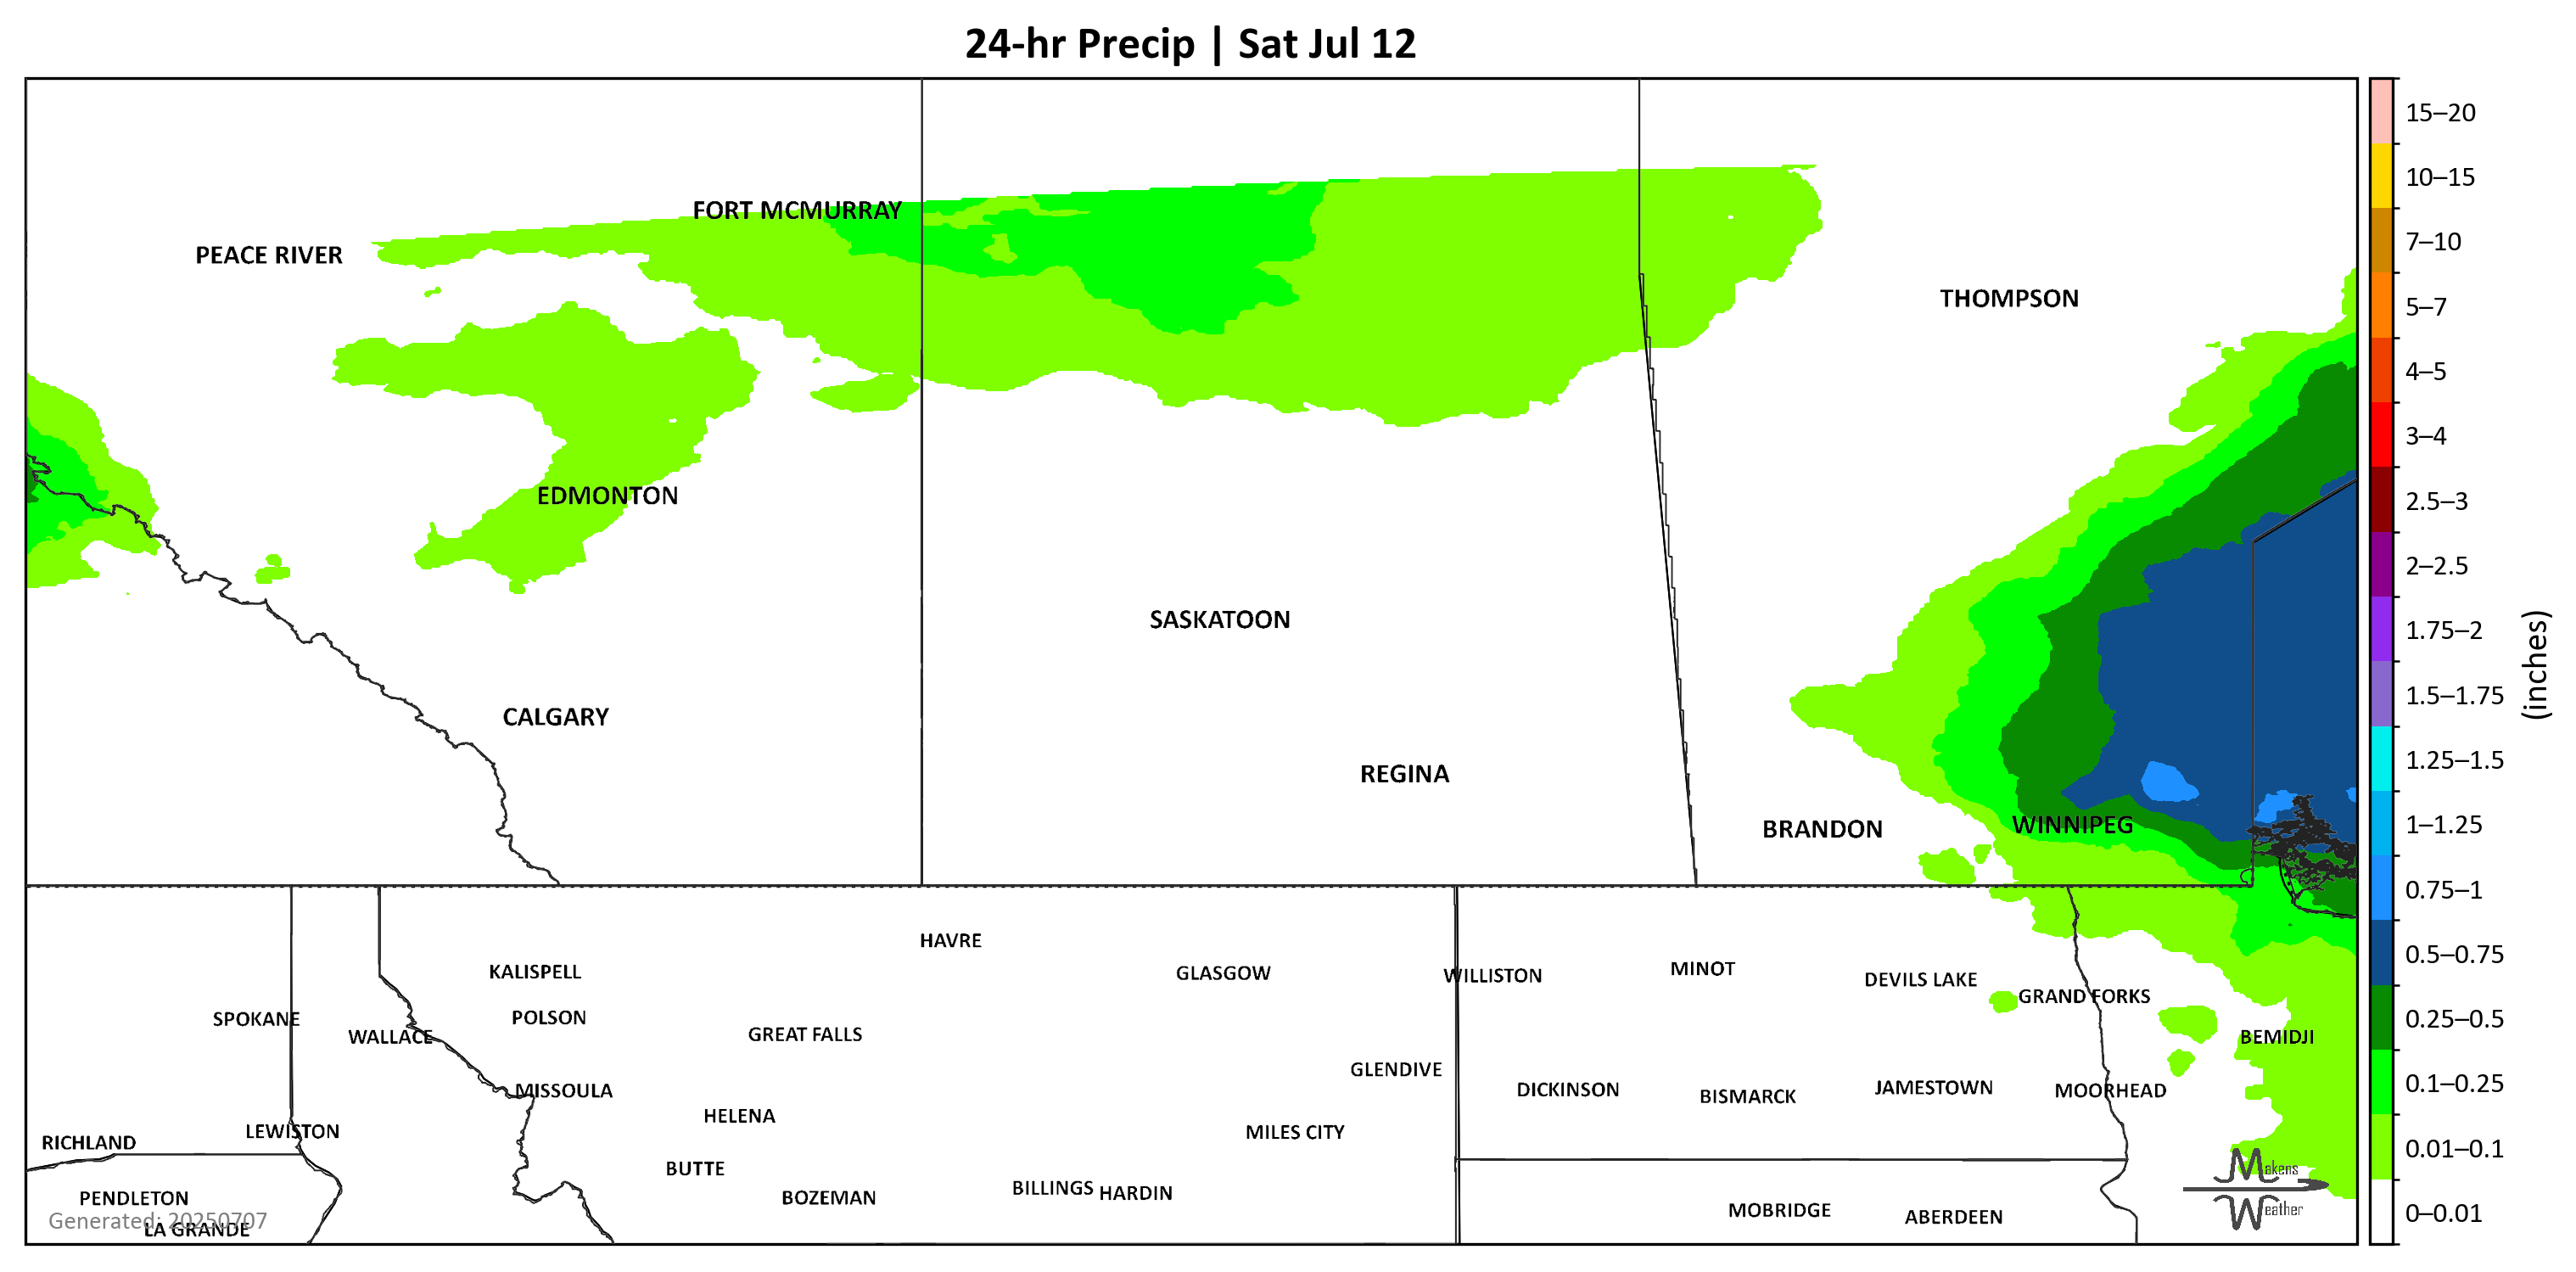 24-hr Precip | Sat Jul 12
FORT MCMURRAY
PEACE RIVER
THOMPSON
EDMONTON
SASKATOON
CALGARY
REGINA
BRANDON
WINNIPEG
HAVRE
KALISPELL
GLASGOW
WILLISTON
MINOT
DEVILS LAKE
GRAND FORKS
SPOKANE
POLSON
WALLACE
GREAT FALLS
BEMIDJI
GLENDIVE
MISSOULA
DICKINSON
BISMARCK
JAMESTOWN
MOORHEAD
HELENA
LEWISTON
MILES CITY
RICHLAND
BUTTE
BILLINGS
HARDIN
PENDLETON
BOZEMAN
MOBRIDGE
ABERDEEN
Generated: 20250707
LA GRANDE
Makens
Weather
15–20
10–15
7–10
5–7
4–5
3–4
2.5–3
2–2.5
1.75–2
1.5–1.75
1.25–1.5
1–1.25
0.75–1
0.5–0.75
0.25–0.5
0.1–0.25
0.01–0.1
0–0.01
(inches)